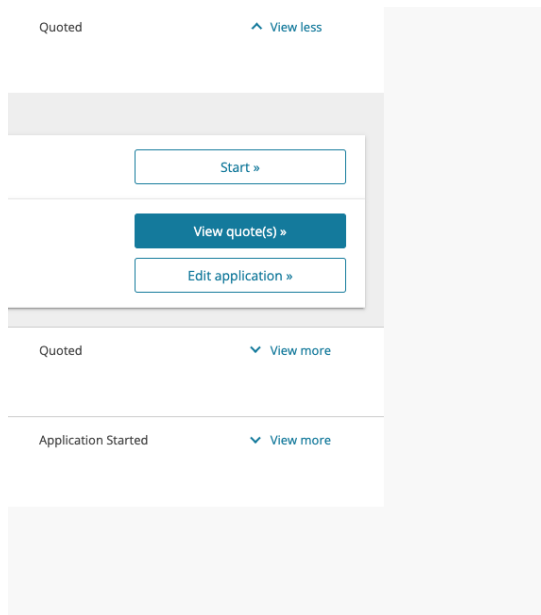 Quoted View less
Start »
View quote(s) »
Edit application »
Quoted View more
Application Started View more